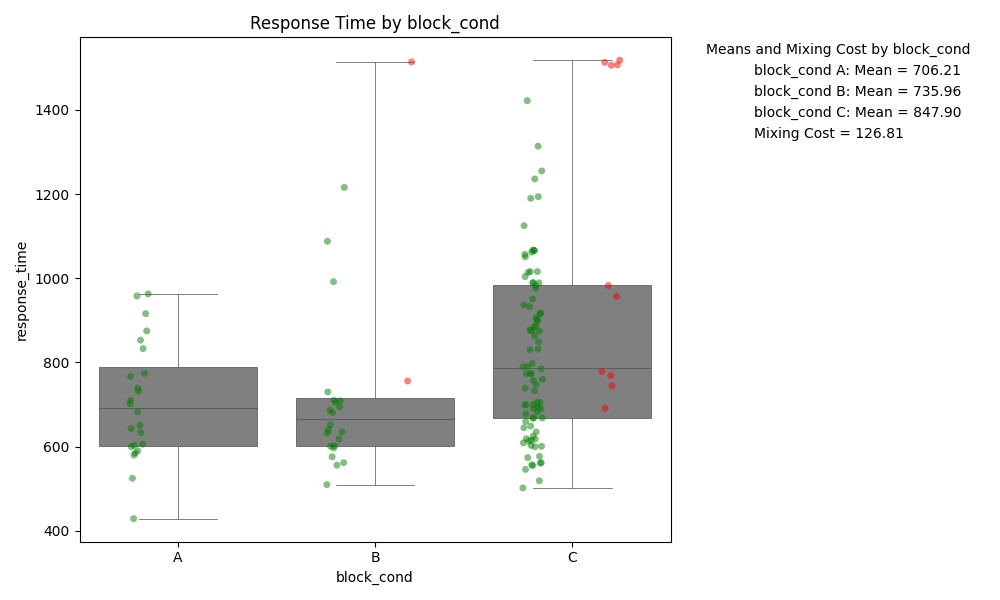 Response Time by block_cond
Means and Mixing Cost by block_cond
block_cond A: Mean = 706.21
block_cond B: Mean = 735.96
block_cond C: Mean = 847.90
Mixing Cost = 126.81
response_time
1400
1200
1000
800
600
400
A
B
C
block_cond